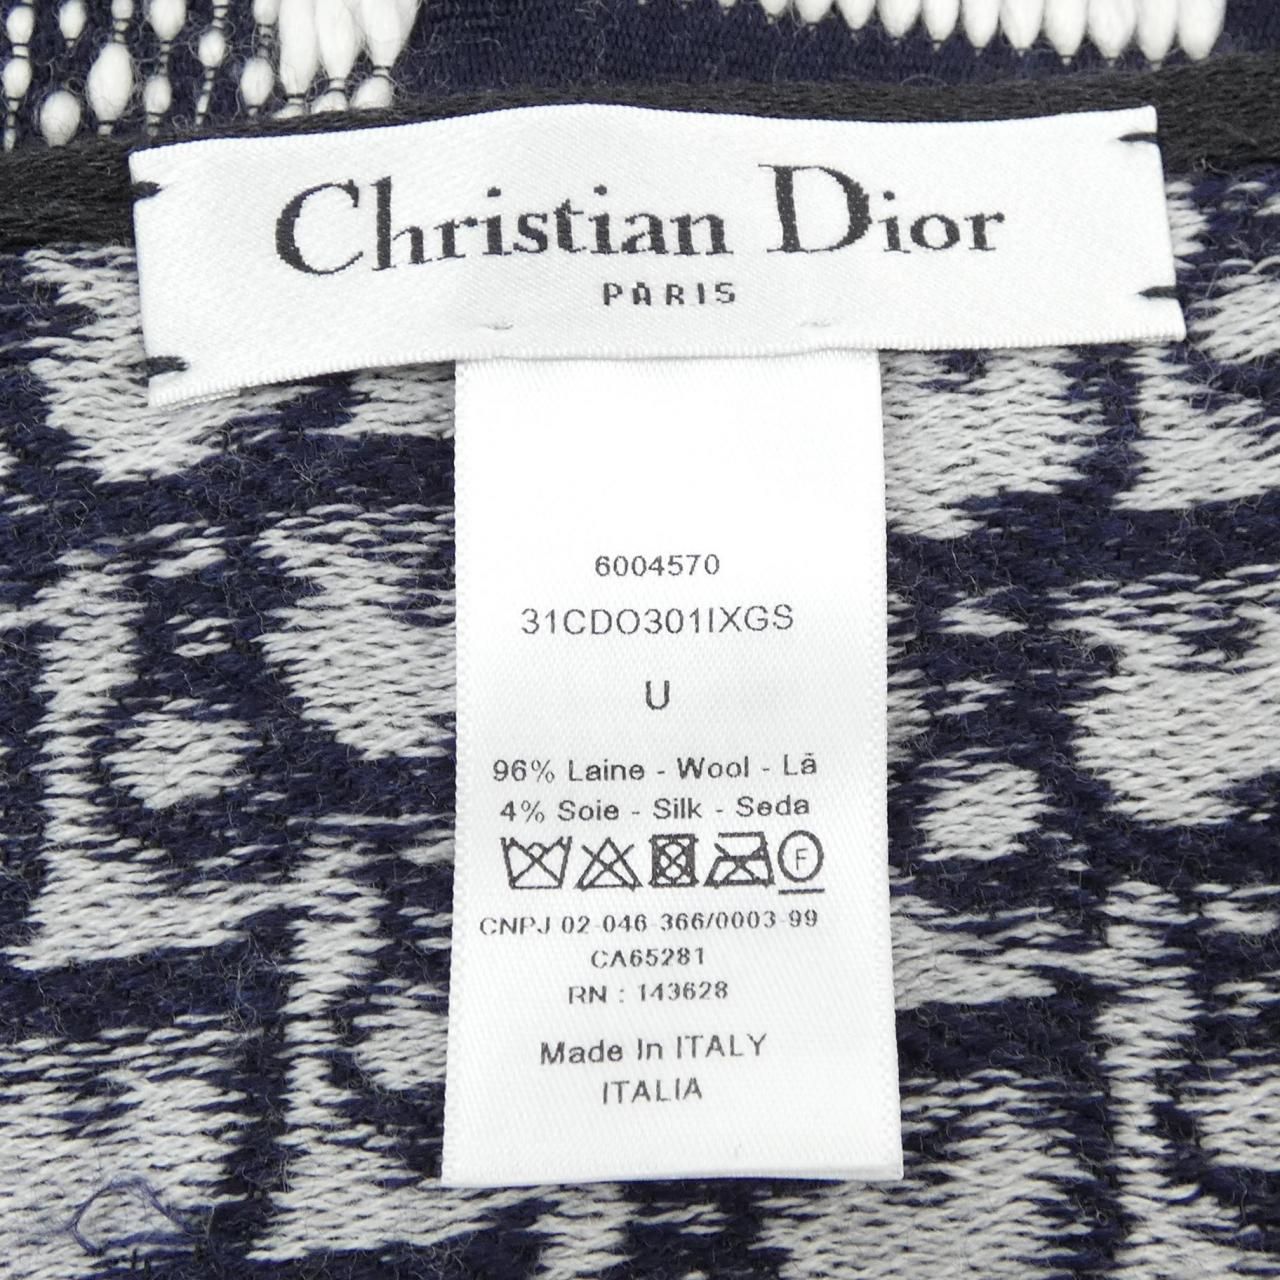 Christian Dior
PARIS
6004570
31CDO301IXGS
U
96% Laine - Wool - Lã
4% Soie - Silk - Seda
F
CNPJ 02 046 366/0003-99
CA65281
RN : 143628
Made In ITALY
ITALIA